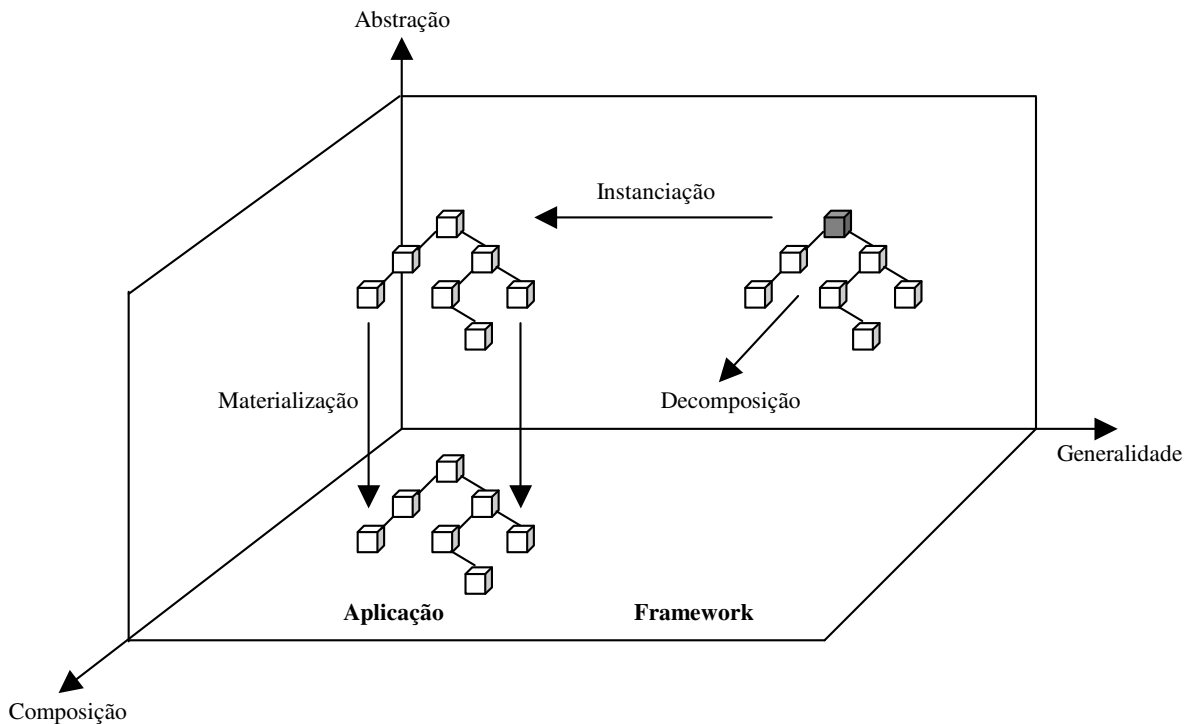 Abstração
Instanciação
Materialização
Decomposição
Generalidade
Aplicação
Framework
Composição